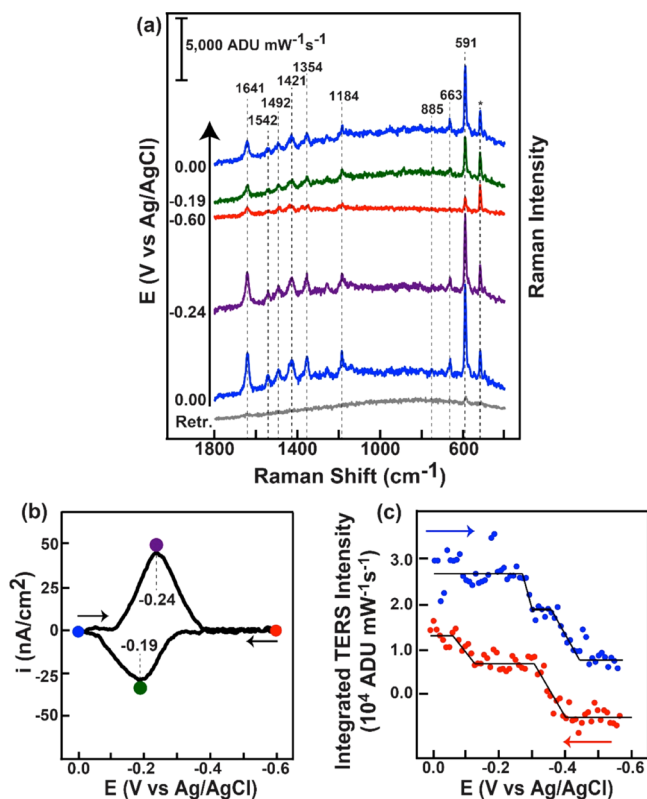 (a)
5,000 ADU mW⁻¹s⁻¹
591
1641
1542
1492
1421
1354
1184
885
663
*
0.00
-0.19
-0.60
-0.24
0.00
Retr.
E (V vs Ag/AgCl)
Raman Intensity
1800
1400
1000
600
Raman Shift (cm⁻¹)
(b)
50
25
0
-25
-50
i (nA/cm²)
-0.24
-0.19
0.0
-0.2
-0.4
-0.6
E (V vs Ag/AgCl)
(c)
3.0
2.0
1.0
0.0
Integrated TERS Intensity
(10⁴ ADU mW⁻¹s⁻¹)
0.0
-0.2
-0.4
-0.6
E (V vs Ag/AgCl)